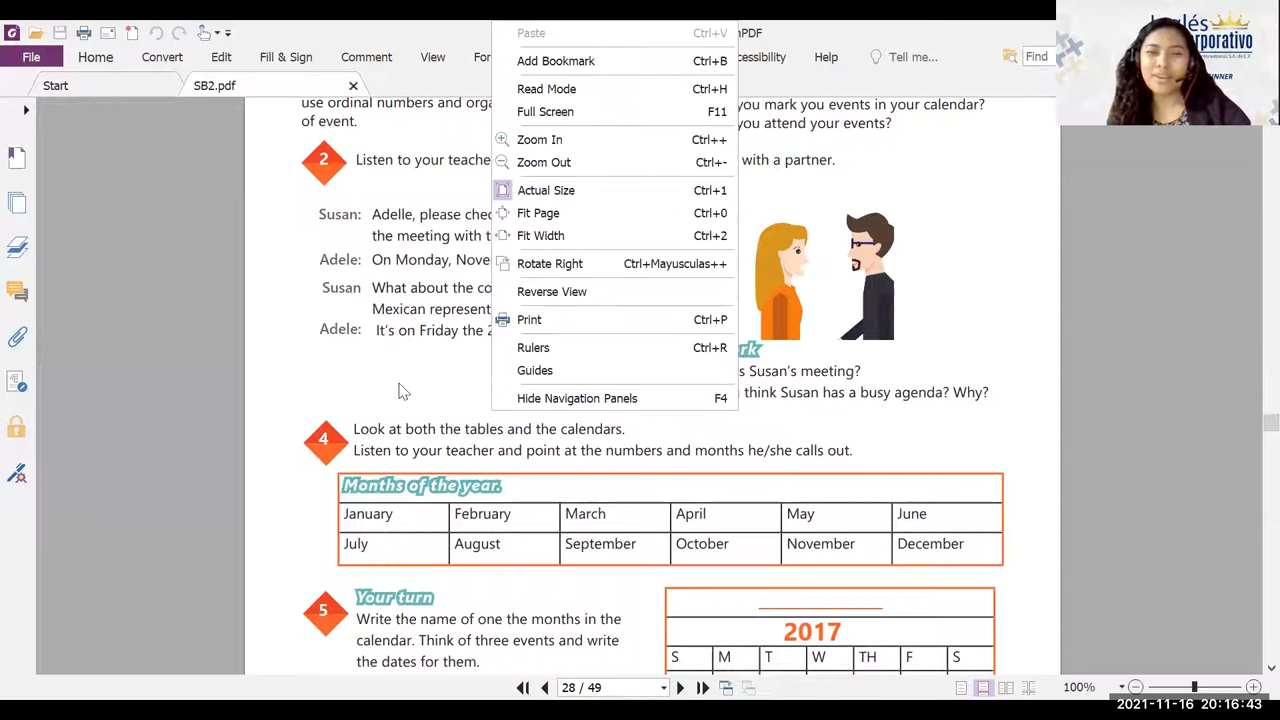 Paste Ctrl+V
nPDF
File Home Convert Edit Fill & Sign Comment View For
cessibility Help Tell me... Find
Start SB2.pdf
Add Bookmark Ctrl+B
Read Mode Ctrl+H
Full Screen F11
Zoom In Ctrl++
Zoom Out Ctrl+-
Actual Size Ctrl+1
Fit Page Ctrl+0
Fit Width Ctrl+2
Rotate Right Ctrl+Mayusculas++
Reverse View
Print Ctrl+P
Rulers Ctrl+R
Guides
Hide Navigation Panels F4
use ordinal numbers and orga
of event.
you mark you events in your calendar?
you attend your events?
2 Listen to your teache
with a partner.
Susan: Adelle, please chec
the meeting with t
Adele: On Monday, Nove
Susan What about the co
Mexican represent
Adele: It's on Friday the 2
rk
s Susan's meeting?
think Susan has a busy agenda? Why?
4 Look at both the tables and the calendars.
Listen to your teacher and point at the numbers and months he/she calls out.
Months of the year.
January February March April May June
July August September October November December
5 Your turn
Write the name of one the months in the
calendar. Think of three events and write
the dates for them.
2017
S M T W TH F S
28 / 49
100%
Inglés
rporativo
International, S.A. de C.V.
NNER
2021-11-16 20:16:43